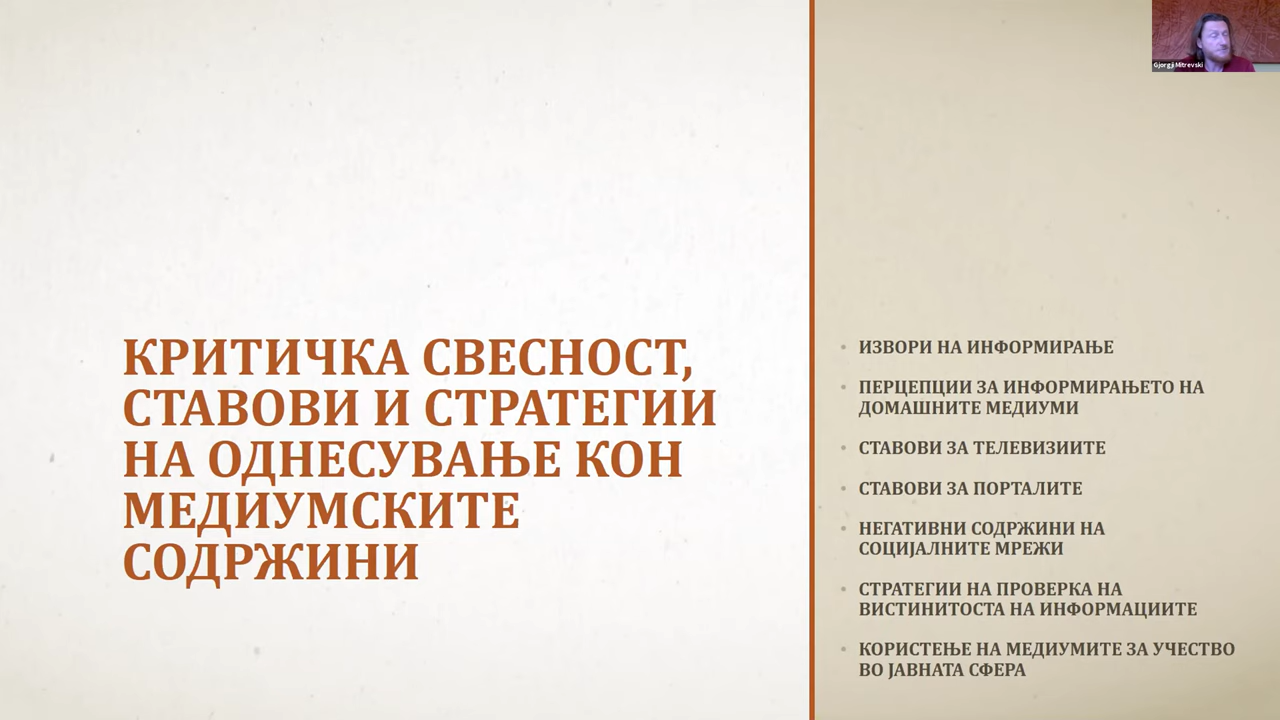 Gjorgji Mitrevski
КРИТИЧКА СВЕСНОСТ,
СТАВОВИ И СТРАТЕГИИ
НА ОДНЕСУВАЊЕ КОН
МЕДИУМСКИТЕ
СОДРЖИНИ
• ИЗВОРИ НА ИНФОРМИРАЊЕ
• ПЕРЦЕПЦИИ ЗА ИНФОРМИРАЊЕТО НА
ДОМАШНИТЕ МЕДИУМИ
• СТАВОВИ ЗА ТЕЛЕВИЗИИТЕ
• СТАВОВИ ЗА ПОРТАЛИТЕ
• НЕГАТИВНИ СОДРЖИНИ НА
СОЦИЈАЛНИТЕ МРЕЖИ
• СТРАТЕГИИ НА ПРОВЕРКА НА
ВИСТИНИТОСТА НА ИНФОРМАЦИИТЕ
• КОРИСТЕЊЕ НА МЕДИУМИТЕ ЗА УЧЕСТВО
ВО ЈАВНАТА СФЕРА